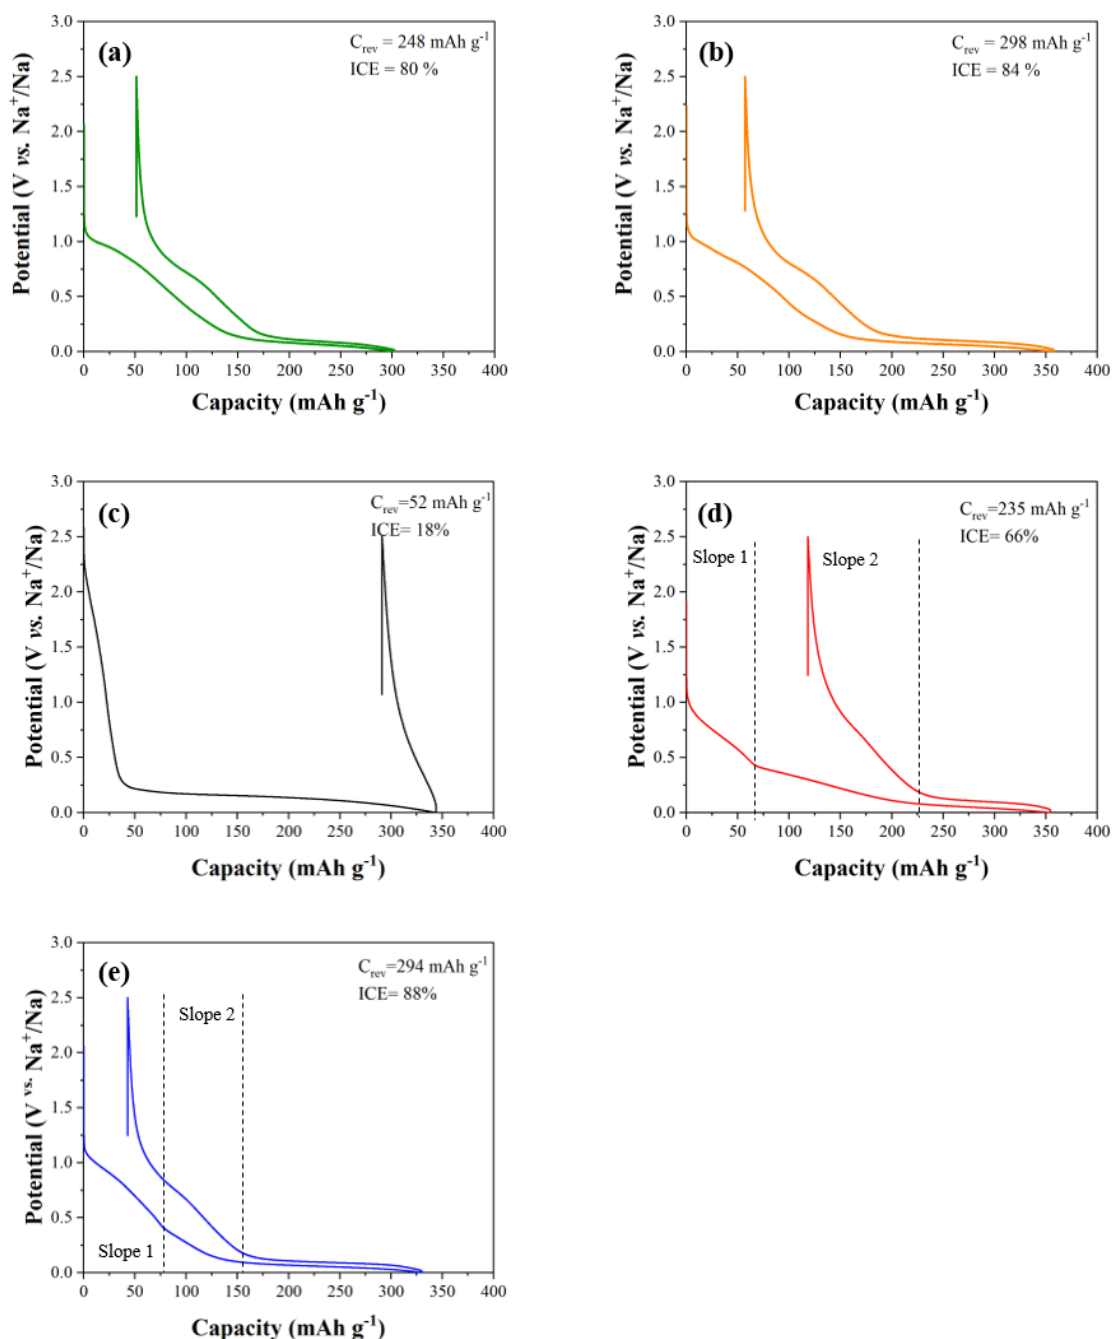 (a)
C_rev = 248 mAh g⁻¹
ICE = 80 %
Potential (V vs. Na⁺/Na)
3.0
2.5
2.0
1.5
1.0
0.5
0.0
0 50 100 150 200 250 300 350 400
Capacity (mAh g⁻¹)
(b)
C_rev = 298 mAh g⁻¹
ICE = 84 %
Potential (V vs. Na⁺/Na)
3.0
2.5
2.0
1.5
1.0
0.5
0.0
0 50 100 150 200 250 300 350 400
Capacity (mAh g⁻¹)
(c)
C_rev=52 mAh g⁻¹
ICE= 18%
Potential (V vs. Na⁺/Na)
3.0
2.5
2.0
1.5
1.0
0.5
0.0
0 50 100 150 200 250 300 350 400
Capacity (mAh g⁻¹)
(d)
C_rev=235 mAh g⁻¹
ICE= 66%
Slope 1
Slope 2
Potential (V vs. Na⁺/Na)
3.0
2.5
2.0
1.5
1.0
0.5
0.0
0 50 100 150 200 250 300 350 400
Capacity (mAh g⁻¹)
(e)
C_rev=294 mAh g⁻¹
ICE= 88%
Slope 2
Slope 1
Potential (V vs. Na⁺/Na)
3.0
2.5
2.0
1.5
1.0
0.5
0.0
0 50 100 150 200 250 300 350 400
Capacity (mAh g⁻¹)